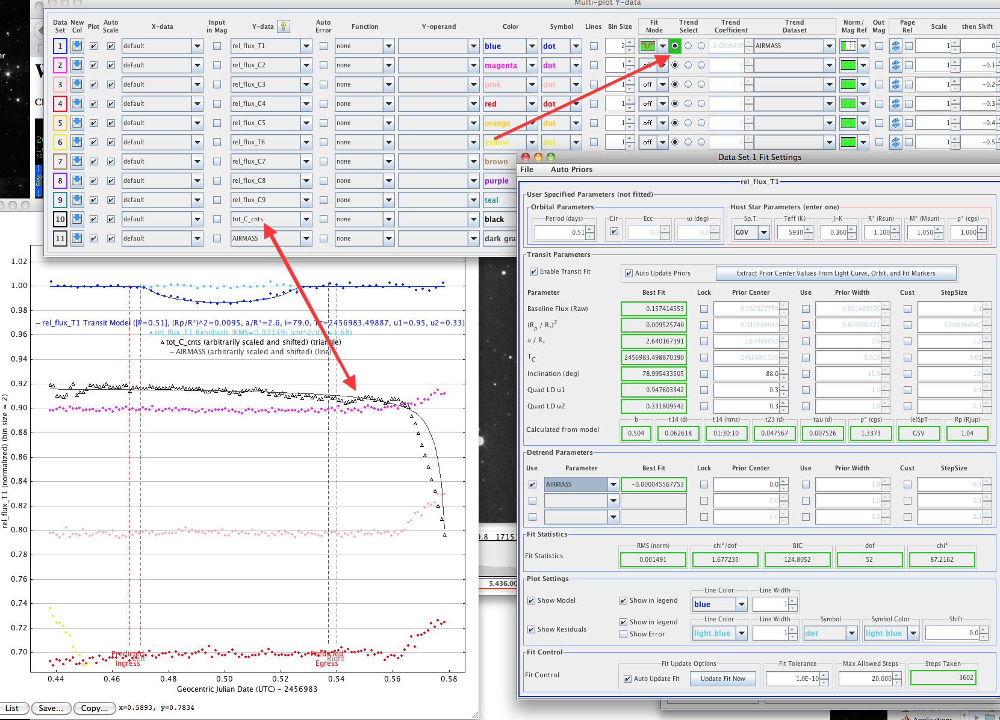 Multi-plot Y-data
Data Set New Col Plot Auto Scale X-data Input in Mag Y-data ? Auto Error Function Y-operand Color Symbol Lines Bin Size Fit Mode Trend Select Trend Coefficient Trend Dataset Norm/ Mag Ref Out Mag Page Rel Scale then Shift
1 default rel_flux_T1 none blue dot 2 -0.0000455 AIRMASS 1 0
2 default rel_flux_C2 none magenta dot 1 off 0 1 -0.1
3 default rel_flux_C3 none pink dot 1 off 0 1 -0.2
4 default rel_flux_C4 none red dot 1 off 0 1 -0.3
5 default rel_flux_C5 none orange dot 1 off 0 1 -0.4
6 default rel_flux_T6 none yellow dot 1 off 0 1 -0.5
7 default rel_flux_C7 none brown
8 default rel_flux_C8 none purple
9 default rel_flux_C9 none teal
10 default tot_C_cnts none black
11 default AIRMASS none dark gra
Data Set 1 Fit Settings
File Auto Priors
rel_flux_T1
User Specified Parameters (not fitted)
Orbital Parameters Host Star Parameters (enter one)
Period (days) Cir Ecc ω (deg) Sp.T. Teff (K) J-K R* (Rsun) M* (Msun) ρ* (cgs)
0.51 0.0 0.0 G0V 5930 0.360 1.100 1.050 1.000
Transit Parameters
Enable Transit Fit Auto Update Priors Extract Prior Center Values From Light Curve, Orbit, and Fit Markers
Parameter Best Fit Lock Prior Center Use Prior Width Cust StepSize
Baseline Flux (Raw) 0.157414553 0.157327774 0.031465555 0.1
(Rp / R*)² 0.009525740 0.010184942 0.005092471 0.010184942
a / R* 2.640167391 2.63403092 7.0 1.0
TC 2456983.498870190 2456983.505 0.015 0.01
Inclination (deg) 78.995433505 88.0 15.0 1.0
Quad LD u1 0.947603342 0.3 1.0 0.1
Quad LD u2 0.331809542 0.3 1.0 0.1
b t14 (d) t14 (hms) t23 (d) tau (d) ρ* (cgs) (e)SpT Rp (Rjup)
Calculated from model 0.504 0.062618 01:30:10 0.047567 0.007526 1.3373 G5V 1.04
Detrend Parameters
Use Parameter Best Fit Lock Prior Center Use Prior Width Cust StepSize
AIRMASS -0.000045567753 0.0 1.0 0.1
0.0 1.0 0.1
0.0 1.0 0.1
Fit Statistics
RMS (norm) chi²/dof BIC dof chi²
Fit Statistics 0.001491 1.677235 124.8052 52 87.2162
Plot Settings
Line Color Line Width
Show Model Show in legend blue 1
Line Color Line Width Symbol Symbol Color Shift
Show Residuals Show in legend Show Error light blue 1 dot light blue 0.0
Fit Control
Fit Update Options Fit Tolerance Max Allowed Steps Steps Taken
Fit Control Auto Update Fit Update Fit Now 1.0E-10 20,000 3602
rel_flux_T1 (normalized) (bin size = 2)
1.02
1.00
0.98
rel_flux_T1 Transit Model ([P=0.51], (Rp/R*)^2=0.0095, a/R*=2.6, i=79.0, Tc=2456983.49887, u1=0.95, u2=0.33)
rel_flux_T1 Residuals (RMS=0.00149) (chi^2/dof=1.68)
0.96
tot_C_cnts (arbitrarily scaled and shifted) (triangle)
AIRMASS (arbitrarily scaled and shifted) (line)
0.94
0.92
0.90
0.88
0.86
0.84
0.82
0.80
0.78
0.76
0.74
0.72
0.70
Predicted Ingress Left Predicted Egress Right
0.44 0.46 0.48 0.50 0.52 0.54 0.56 0.58
Geocentric Julian Date (UTC) - 2456983
List Save... Copy... x=0.5893, y=0.7834
9.8 17151
5,436.00
Applications